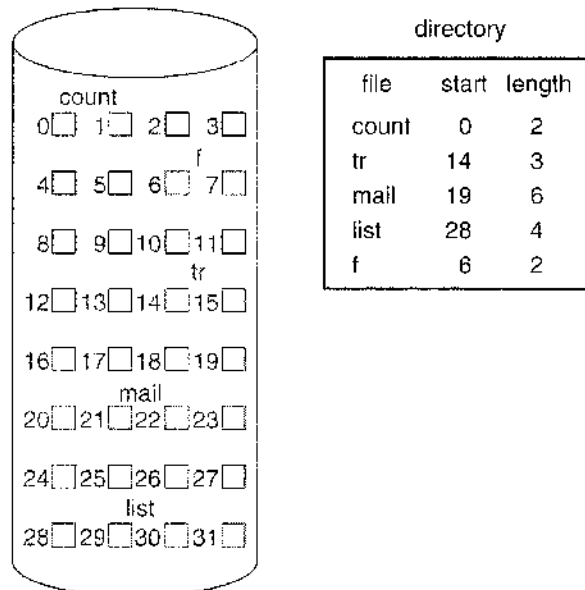 count
0 1 2 3
f
4 5 6 7
8 9 10 11
tr
12 13 14 15
16 17 18 19
mail
20 21 22 23
24 25 26 27
list
28 29 30 31
directory
file start length
count 0 2
tr 14 3
mail 19 6
list 28 4
f 6 2